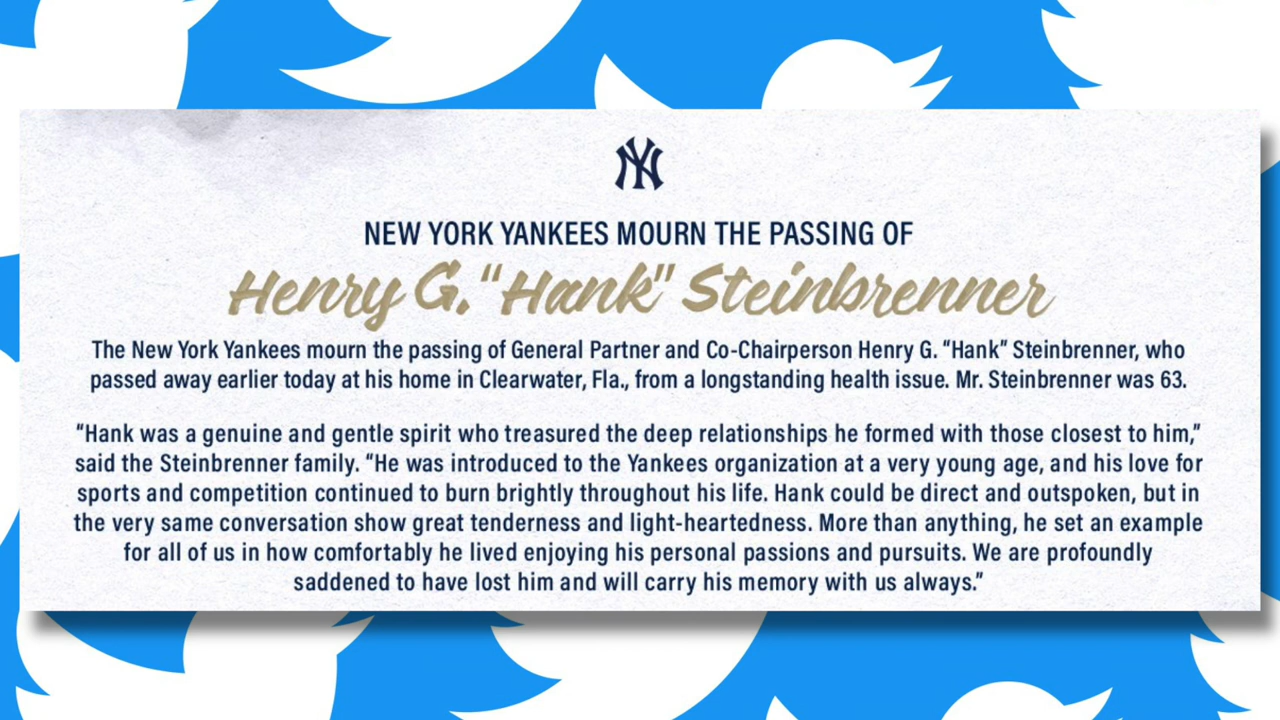 NY
NEW YORK YANKEES MOURN THE PASSING OF
Henry G. “Hank” Steinbrenner
The New York Yankees mourn the passing of General Partner and Co-Chairperson Henry G. “Hank” Steinbrenner, who
passed away earlier today at his home in Clearwater, Fla., from a longstanding health issue. Mr. Steinbrenner was 63.
“Hank was a genuine and gentle spirit who treasured the deep relationships he formed with those closest to him,”
said the Steinbrenner family. “He was introduced to the Yankees organization at a very young age, and his love for
sports and competition continued to burn brightly throughout his life. Hank could be direct and outspoken, but in
the very same conversation show great tenderness and light-heartedness. More than anything, he set an example
for all of us in how comfortably he lived enjoying his personal passions and pursuits. We are profoundly
saddened to have lost him and will carry his memory with us always.”